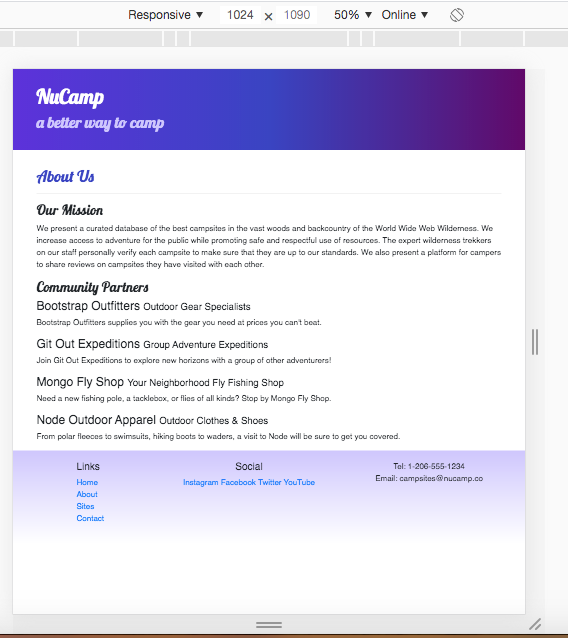 Responsive ▼ 1024 × 1090 50% ▼ Online ▼
NuCamp
a better way to camp
About Us
Our Mission
We present a curated database of the best campsites in the vast woods and backcountry of the World Wide Web Wilderness. We
increase access to adventure for the public while promoting safe and respectful use of resources. The expert wilderness trekkers
on our staff personally verify each campsite to make sure that they are up to our standards. We also present a platform for campers
to share reviews on campsites they have visited with each other.
Community Partners
Bootstrap Outfitters Outdoor Gear Specialists
Bootstrap Outfitters supplies you with the gear you need at prices you can't beat.
Git Out Expeditions Group Adventure Expeditions
Join Git Out Expeditions to explore new horizons with a group of other adventurers!
Mongo Fly Shop Your Neighborhood Fly Fishing Shop
Need a new fishing pole, a tacklebox, or flies of all kinds? Stop by Mongo Fly Shop.
Node Outdoor Apparel Outdoor Clothes & Shoes
From polar fleeces to swimsuits, hiking boots to waders, a visit to Node will be sure to get you covered.
Links
Home
About
Sites
Contact
Social
Instagram Facebook Twitter YouTube
Tel: 1-206-555-1234
Email: campsites@nucamp.co